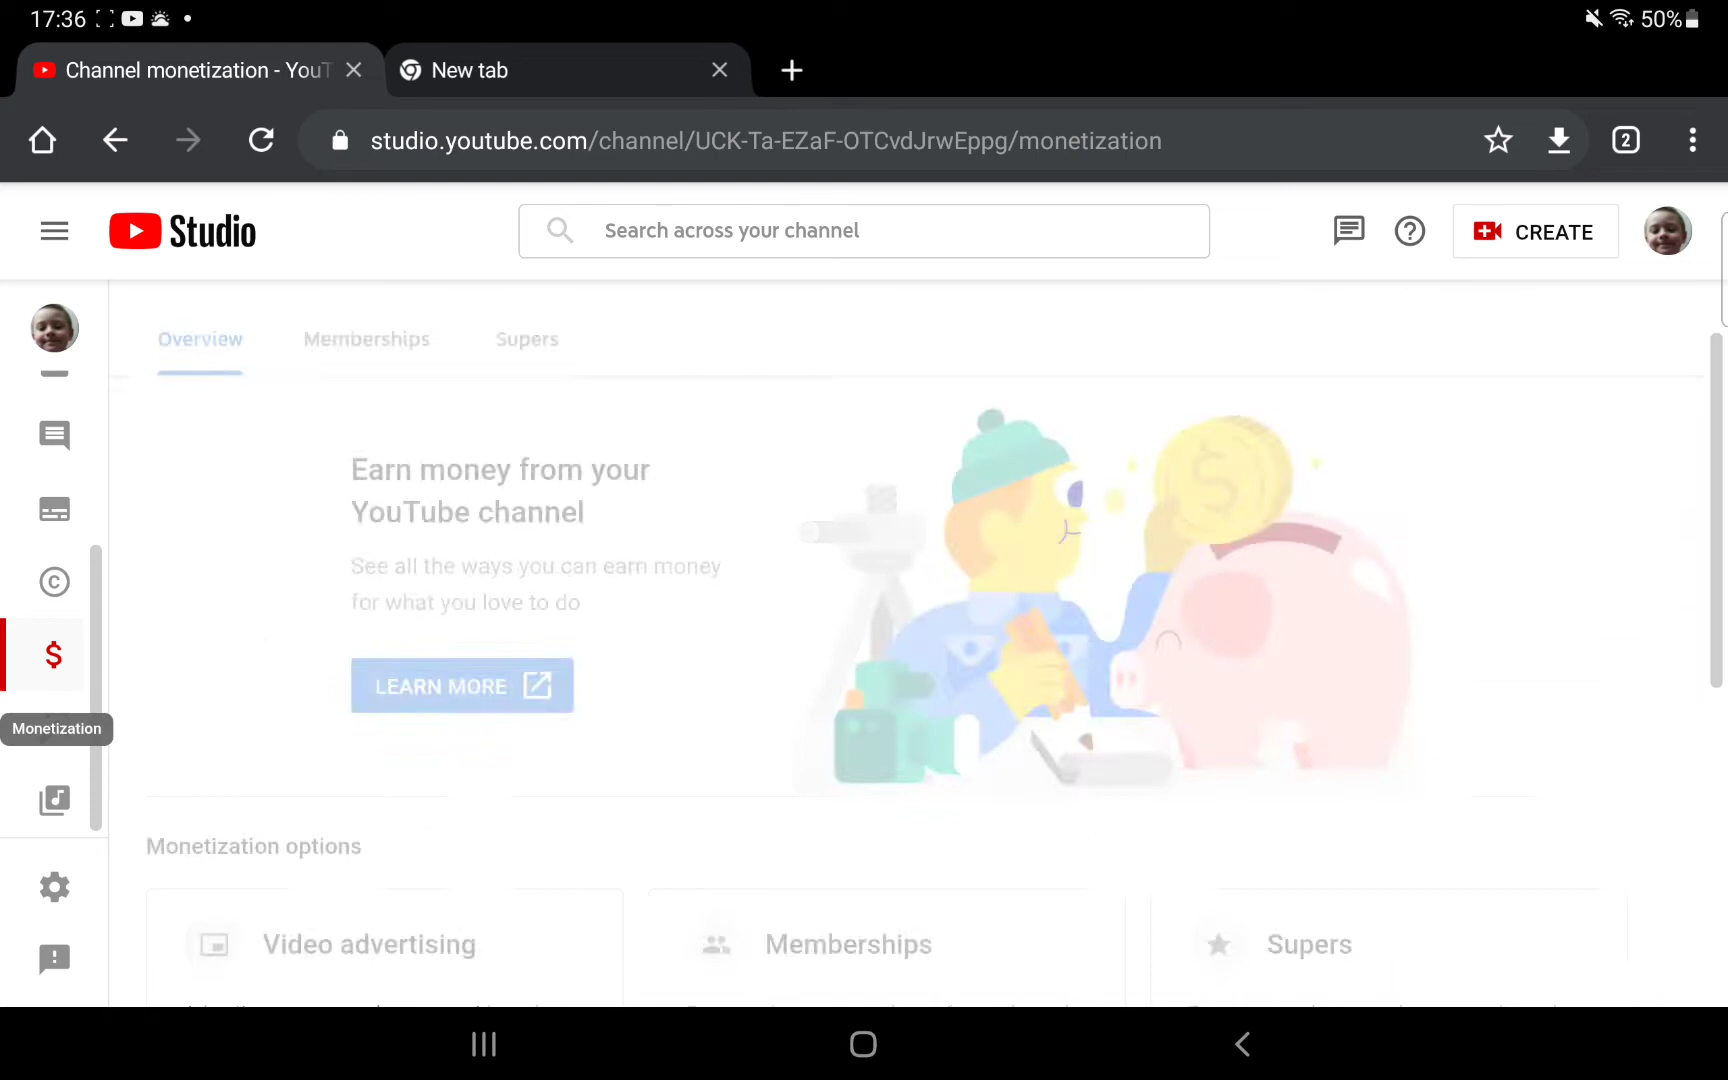 17:36
50%
Channel monetization - YouT
New tab
studio.youtube.com/channel/UCK-Ta-EZaF-OTCvdJrwEppg/monetization
2
Studio
Search across your channel
CREATE
Overview
Memberships
Supers
Earn money from your
YouTube channel
See all the ways you can earn money
for what you love to do
LEARN MORE
Monetization
Monetization options
Video advertising
Memberships
Supers